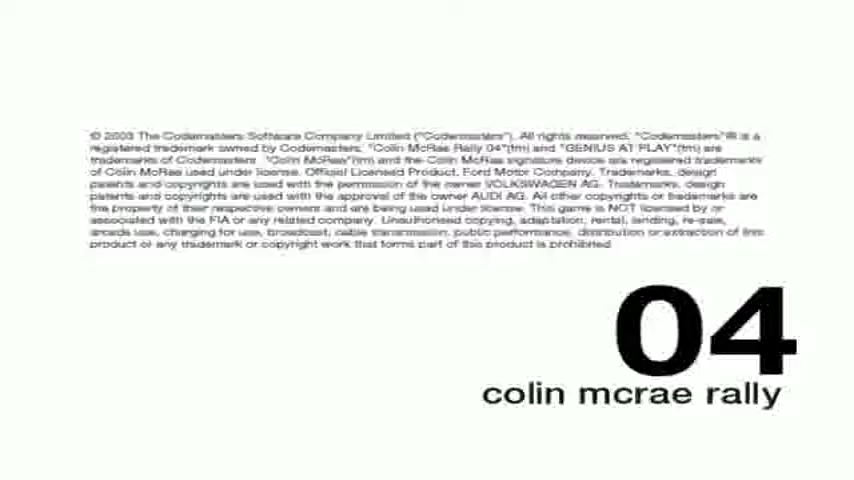 © 2003 The Codemasters Software Company Limited ("Codemasters"). All rights reserved. "Codemasters"® is a
registered trademark owned by Codemasters. "Colin McRae Rally 04"(tm) and "GENIUS AT PLAY"(tm) are
trademarks of Codemasters. "Colin McRae"(tm) and the Colin McRae signature device are registered trademarks
of Colin McRae used under license. Official Licensed Product, Ford Motor Company. Trademarks, design
patents and copyrights are used with the permission of the owner VOLKSWAGEN AG. Trademarks, design
patents and copyrights are used with the approval of the owner AUDI AG. All other copyrights or trademarks are
the property of their respective owners and are being used under license. This game is NOT licensed by or
associated with the FIA or any related company. Unauthorised copying, adaptation, rental, lending, re-sale,
arcade use, charging for use, broadcast, cable transmission, public performance, distribution or extraction of this
product or any trademark or copyright work that forms part of this product is prohibited.
04
colin mcrae rally